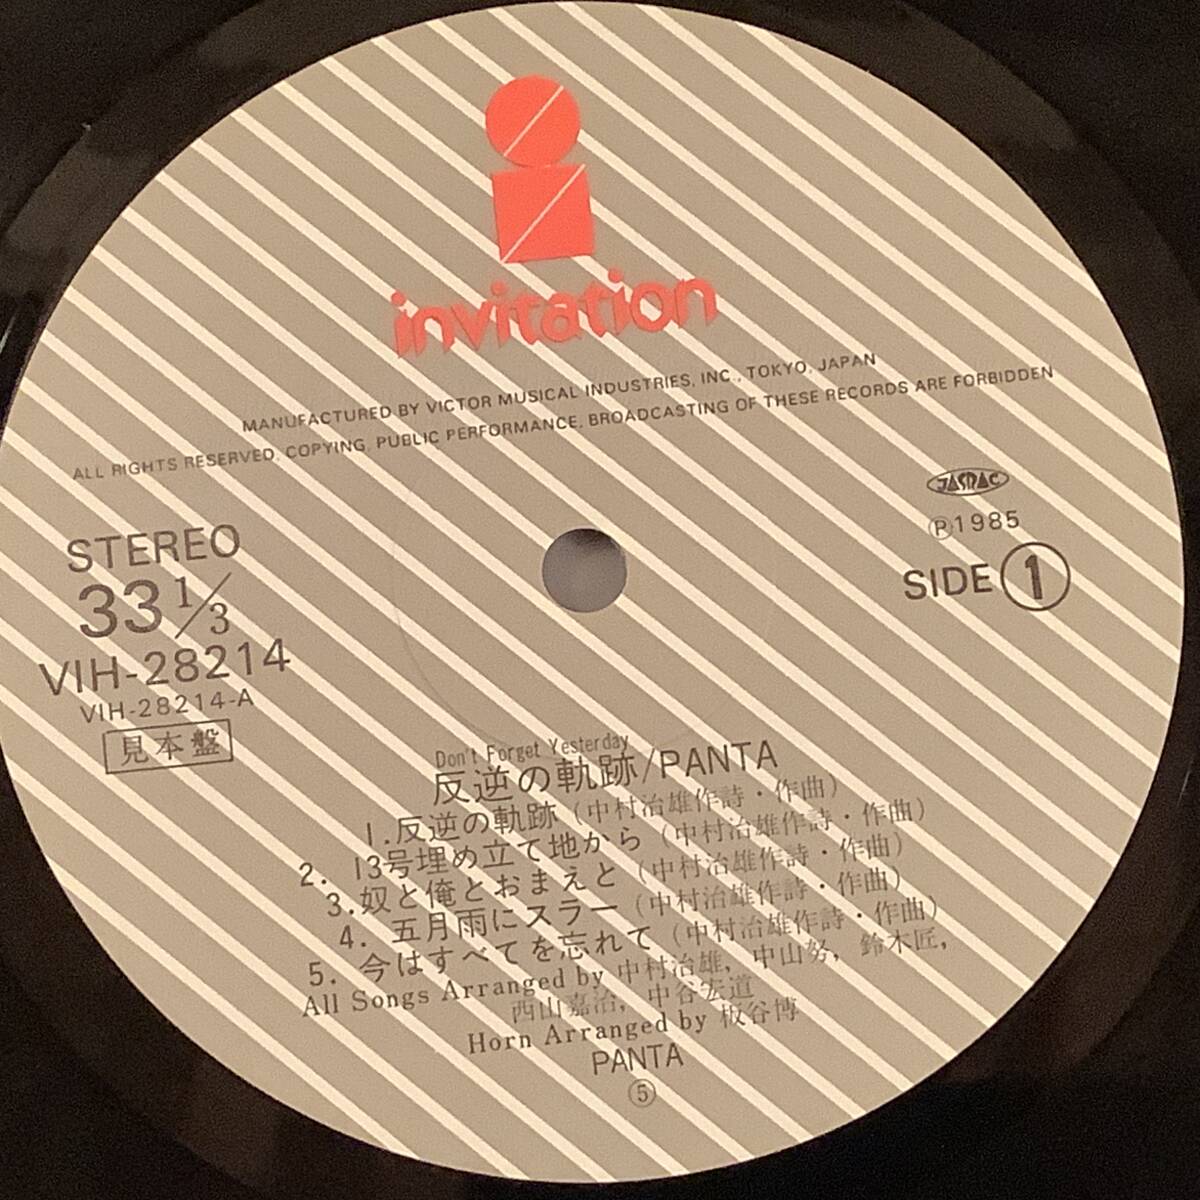 invitation
MANUFACTURED BY VICTOR MUSICAL INDUSTRIES, INC., TOKYO, JAPAN
ALL RIGHTS RESERVED, COPYING, PUBLIC PERFORMANCE, BROADCASTING OF THESE RECORDS ARE FORBIDDEN
JASRAC
Ⓟ1985
SIDE ①
STEREO
33 1/3
VIH-28214
VIH-28214-A
見本盤
Don't Forget Yesterday
反逆の軌跡/PANTA
1.反逆の軌跡(中村治雄作詩・作曲)
2. 13号埋め立て地から(中村治雄作詩・作曲)
3.奴と俺とおまえと(中村治雄作詩・作曲)
4. 五月雨にスラー(中村治雄作詩・作曲)
5. 今はすべてを忘れて(中村治雄作詩・作曲)
All Songs Arranged by 中村治雄, 中山努, 鈴木匠,
西山嘉治, 中谷宏道
Horn Arranged by 板谷博
PANTA
⑤